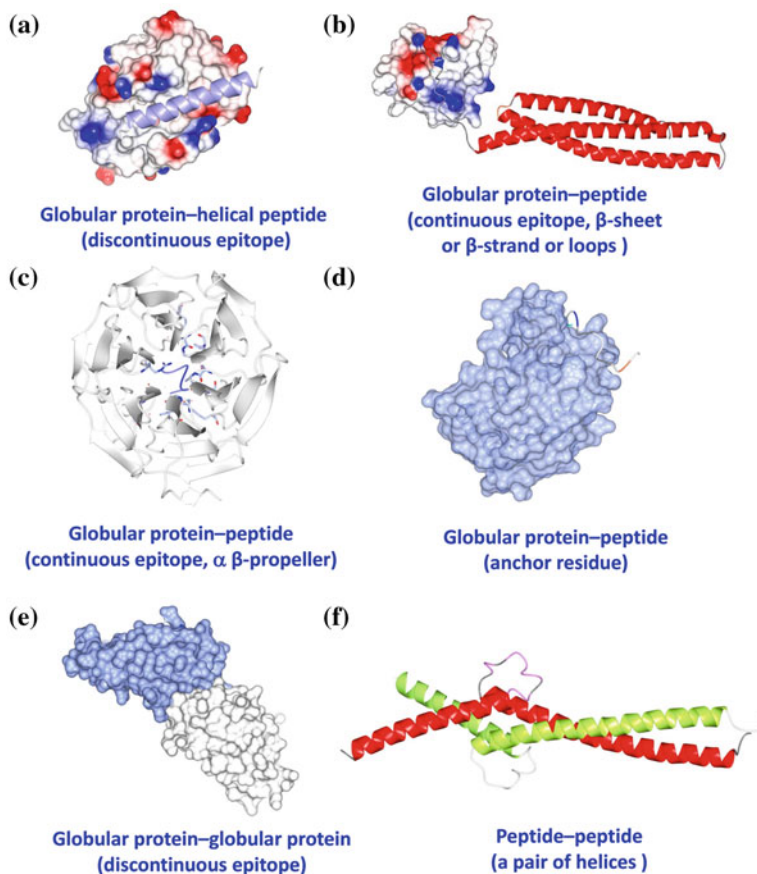 (a)
(b)
Globular protein–helical peptide
(discontinuous epitope)
Globular protein–peptide
(continuous epitope, β-sheet
or β-strand or loops )
(c)
(d)
Globular protein–peptide
(continuous epitope, α β-propeller)
Globular protein–peptide
(anchor residue)
(e)
(f)
Globular protein–globular protein
(discontinuous epitope)
Peptide–peptide
(a pair of helices )